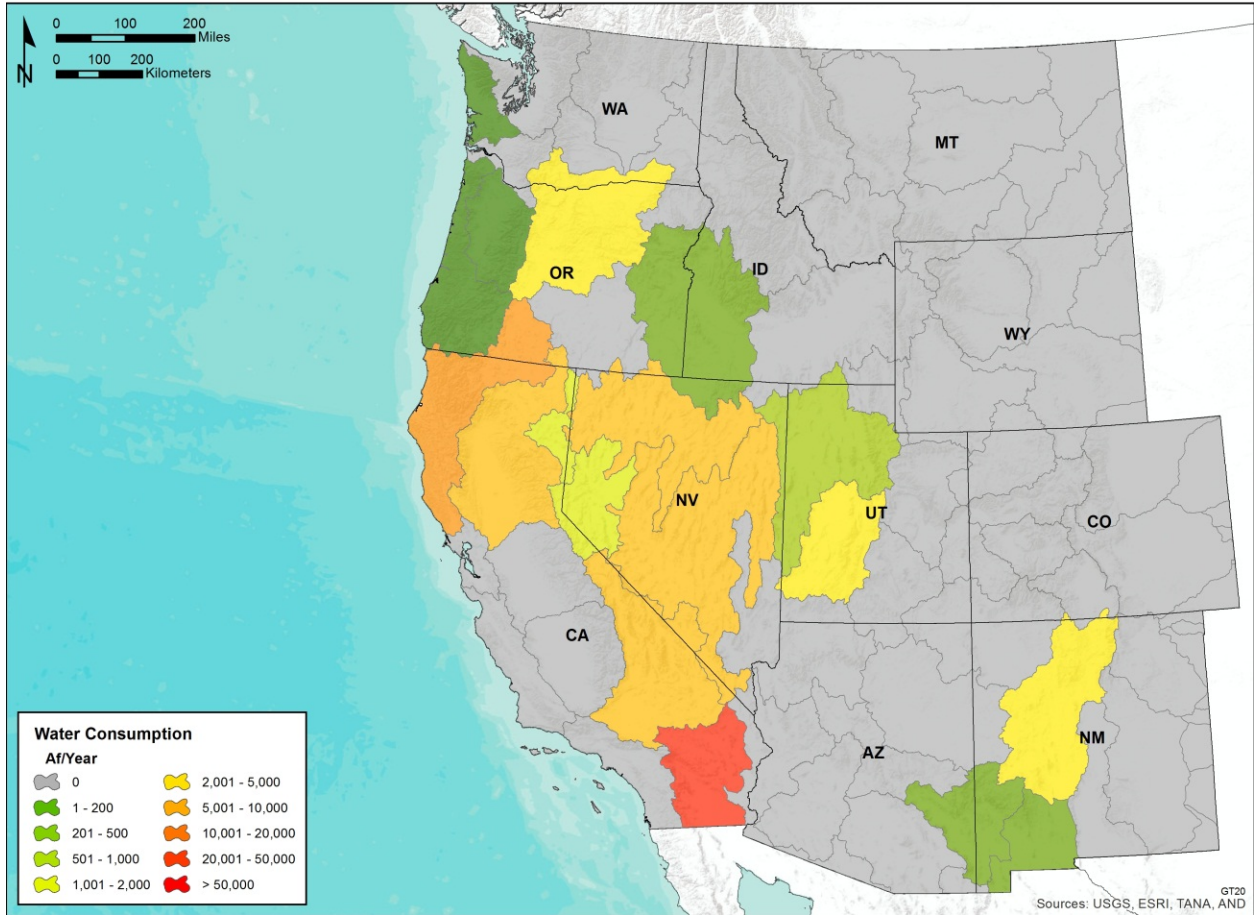 0 100 200
Miles
0 100 200
Kilometers
N
WA
MT
OR
ID
WY
NV
UT
CO
CA
AZ
NM
Water Consumption
Af/Year
0
1 - 200
201 - 500
501 - 1,000
1,001 - 2,000
2,001 - 5,000
5,001 - 10,000
10,001 - 20,000
20,001 - 50,000
> 50,000
GT20
Sources: USGS, ESRI, TANA, AND